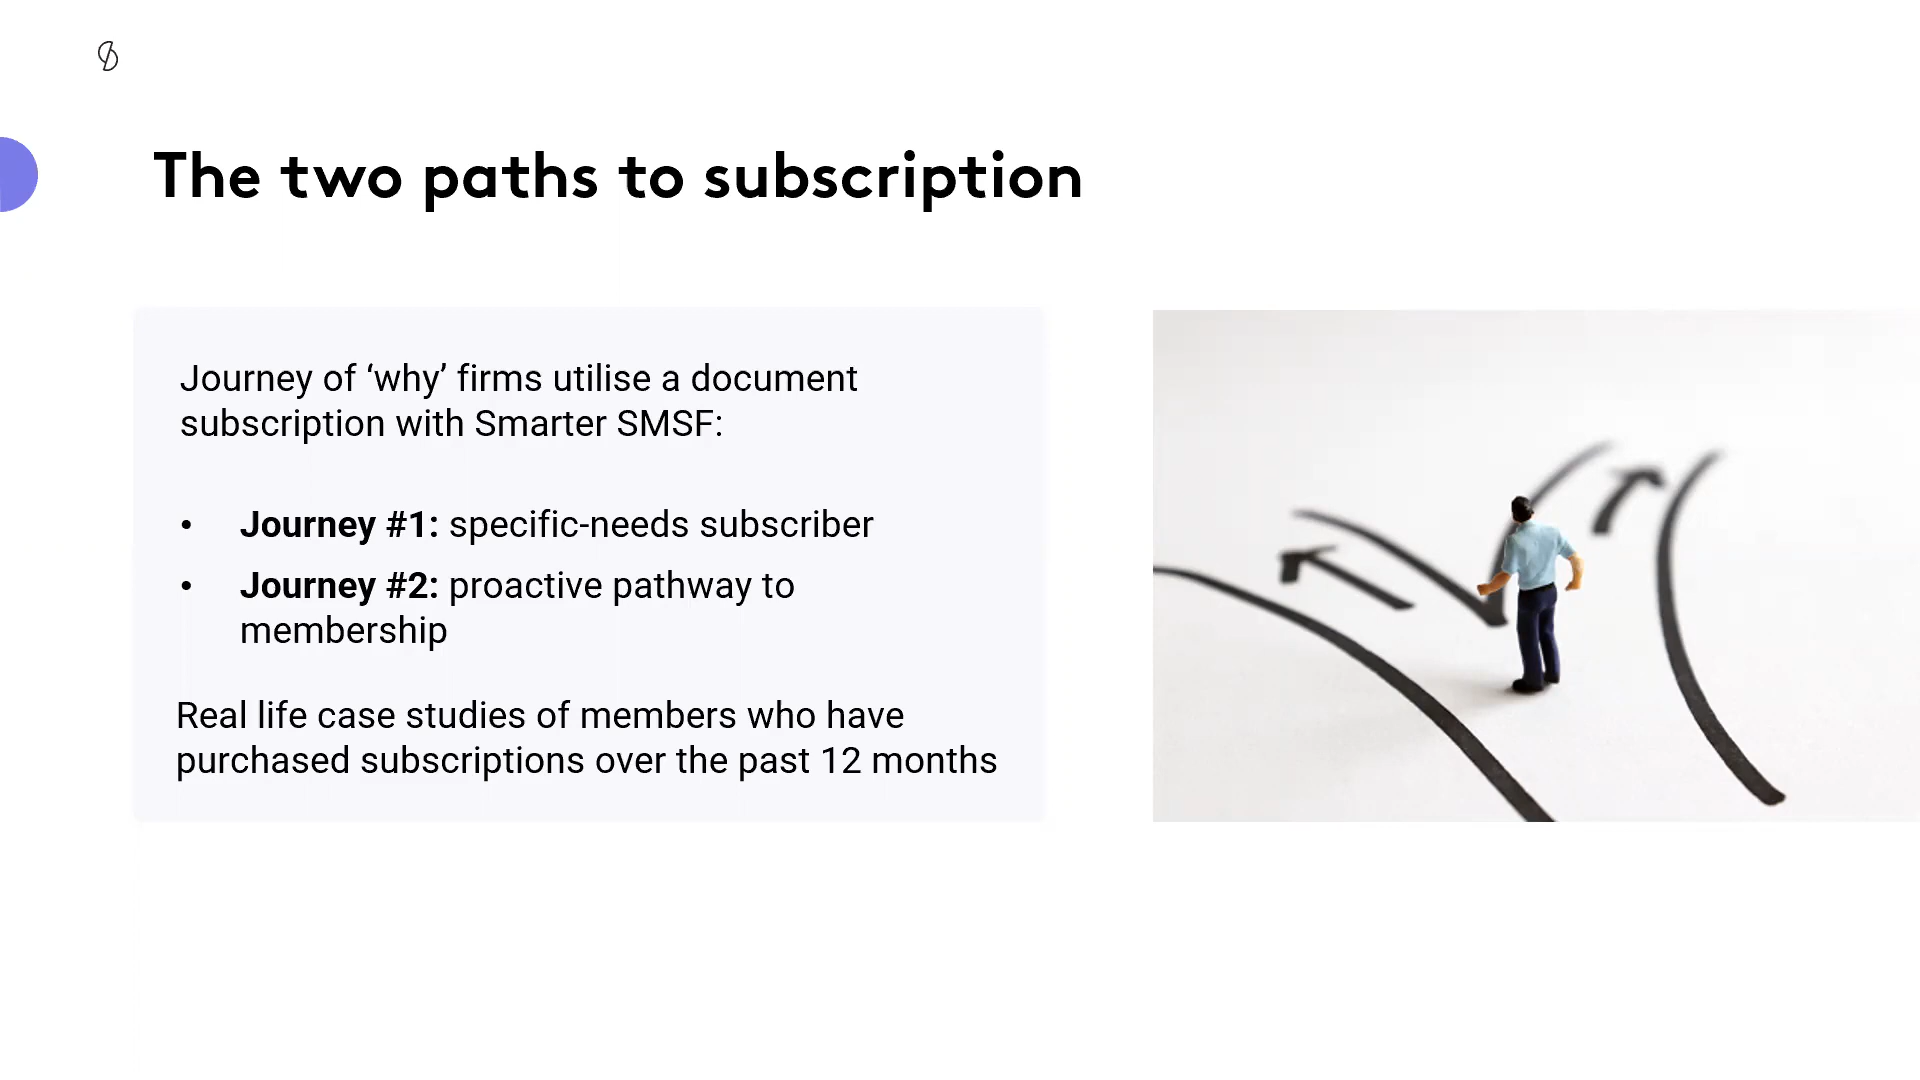 The two paths to subscription
Journey of ‘why’ firms utilise a document
subscription with Smarter SMSF:
• Journey #1: specific-needs subscriber
• Journey #2: proactive pathway to
membership
Real life case studies of members who have
purchased subscriptions over the past 12 months